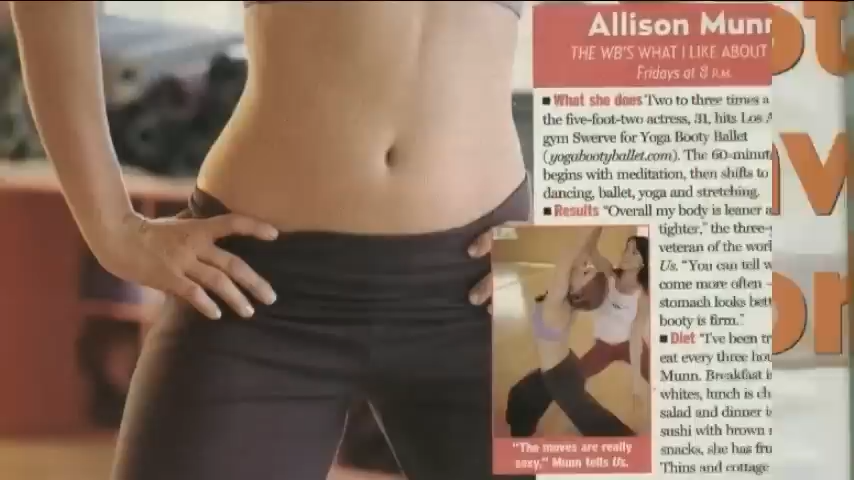 Allison Munn
THE WB'S WHAT I LIKE ABOUT
Fridays at 8 P.M.
■ What she does Two to three times a
the five-foot-two actress, 31, hits Los A
gym Swerve for Yoga Booty Ballet
(yogabootyballet.com). The 60-minut
begins with meditation, then shifts to
dancing, ballet, yoga and stretching.
■ Results "Overall my body is leaner a
tighter," the three-
veteran of the wor
Us. "You can tell w
come more often –
stomach looks bett
booty is firm."
■ Diet "I've been tr
eat every three hou
Munn. Breakfast i
whites, lunch is ch
salad and dinner i
sushi with brown r
snacks, she has fru
Thins and cottage
"The moves are really
sexy," Munn tells Us.